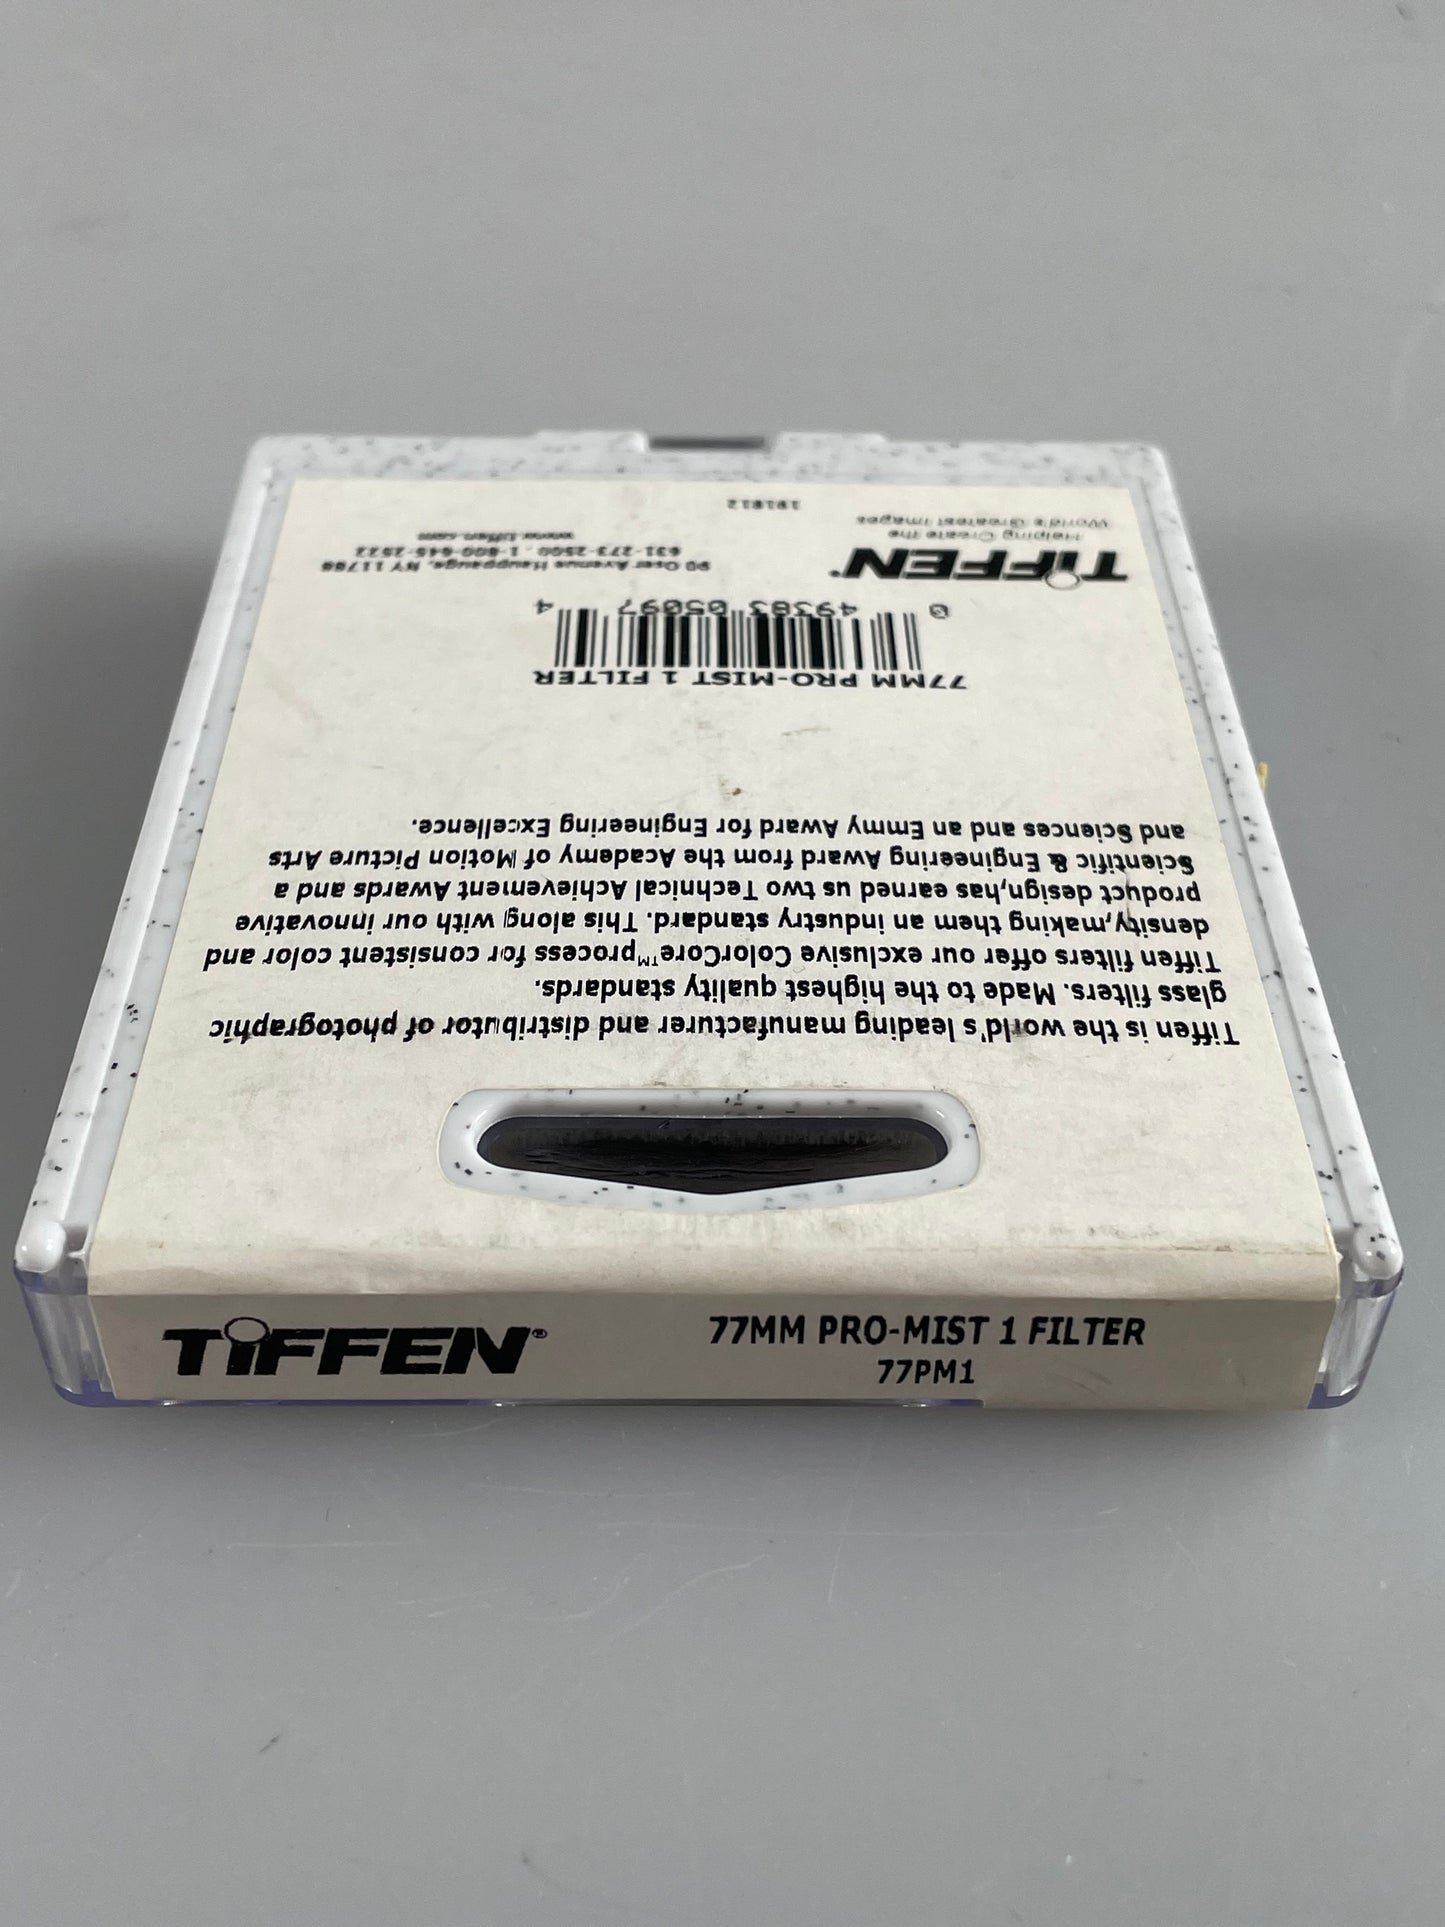 Tiffen is the world's leading manufacturer and distributor of photographic
glass filters. Made to the highest quality standards.
Tiffen filters offer our exclusive ColorCore™process for consistent color and
density,making them an industry standard. This along with our innovative
product design,has earned us two Technical Achievement Awards and a
Scientific & Engineering Award from the Academy of Motion Picture Arts
and Sciences and an Emmy Award for Engineering Excellence.
77MM PRO-MIST 1 FILTER
0 49383 05097 4
TIFFEN®
Helping Create the
World's Greatest Images
90 Oser Avenue Hauppauge, NY 11788
631-273-2500 . 1-800-645-2522
www.tiffen.com
191812
TIFFEN®
77MM PRO-MIST 1 FILTER
77PM1